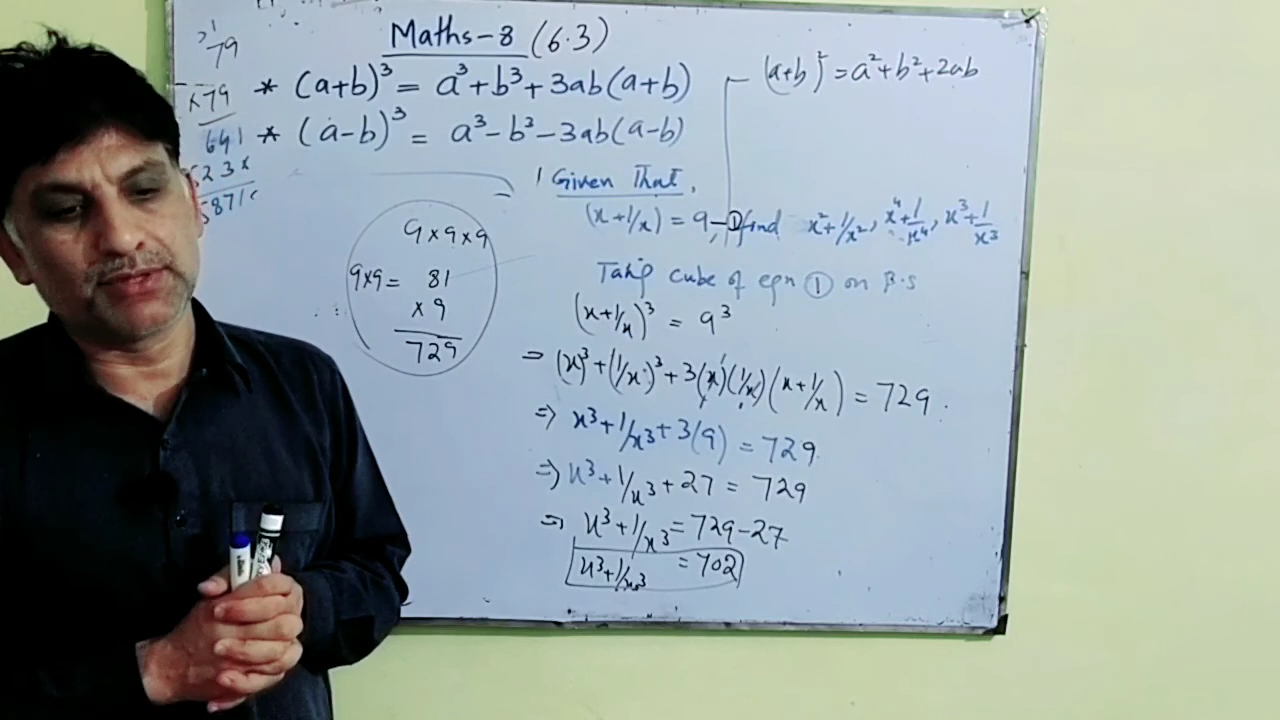 Maths-8 (6.3)
79
x79
* (a+b)³ = a³+b³+3ab(a+b)
(a+b)² = a²+b²+2ab
* (a-b)³ = a³-b³-3ab(a-b)
Given That,
(x+1/x) = 9 — ① find x²+1/x², x⁴+1/x⁴, x³+1/x³
9×9×9
9×9= 81
×9
729
Taking cube of eqn ① on B.S
(x+1/x)³ = 9³
⇒ (x)³+(1/x)³+3(x)(1/x)(x+1/x) = 729
⇒ x³+1/x³+3(9) = 729
⇒ x³+1/x³+27 = 729
⇒ x³+1/x³ = 729-27
x³+1/x³ = 702